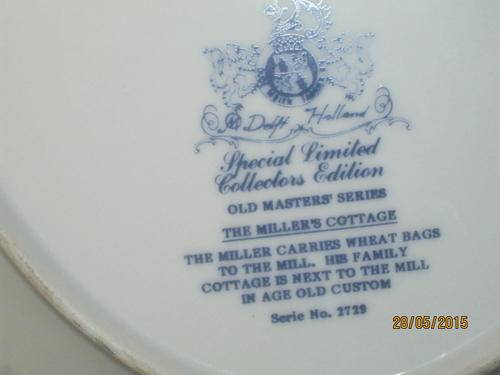 Delft Holland
Special Limited
Collectors Edition
OLD MASTERS' SERIES
THE MILLER'S COTTAGE
THE MILLER CARRIES WHEAT BAGS
TO THE MILL. HIS FAMILY
COTTAGE IS NEXT TO THE MILL
IN AGE OLD CUSTOM
Serie No. 2729
28/05/2015